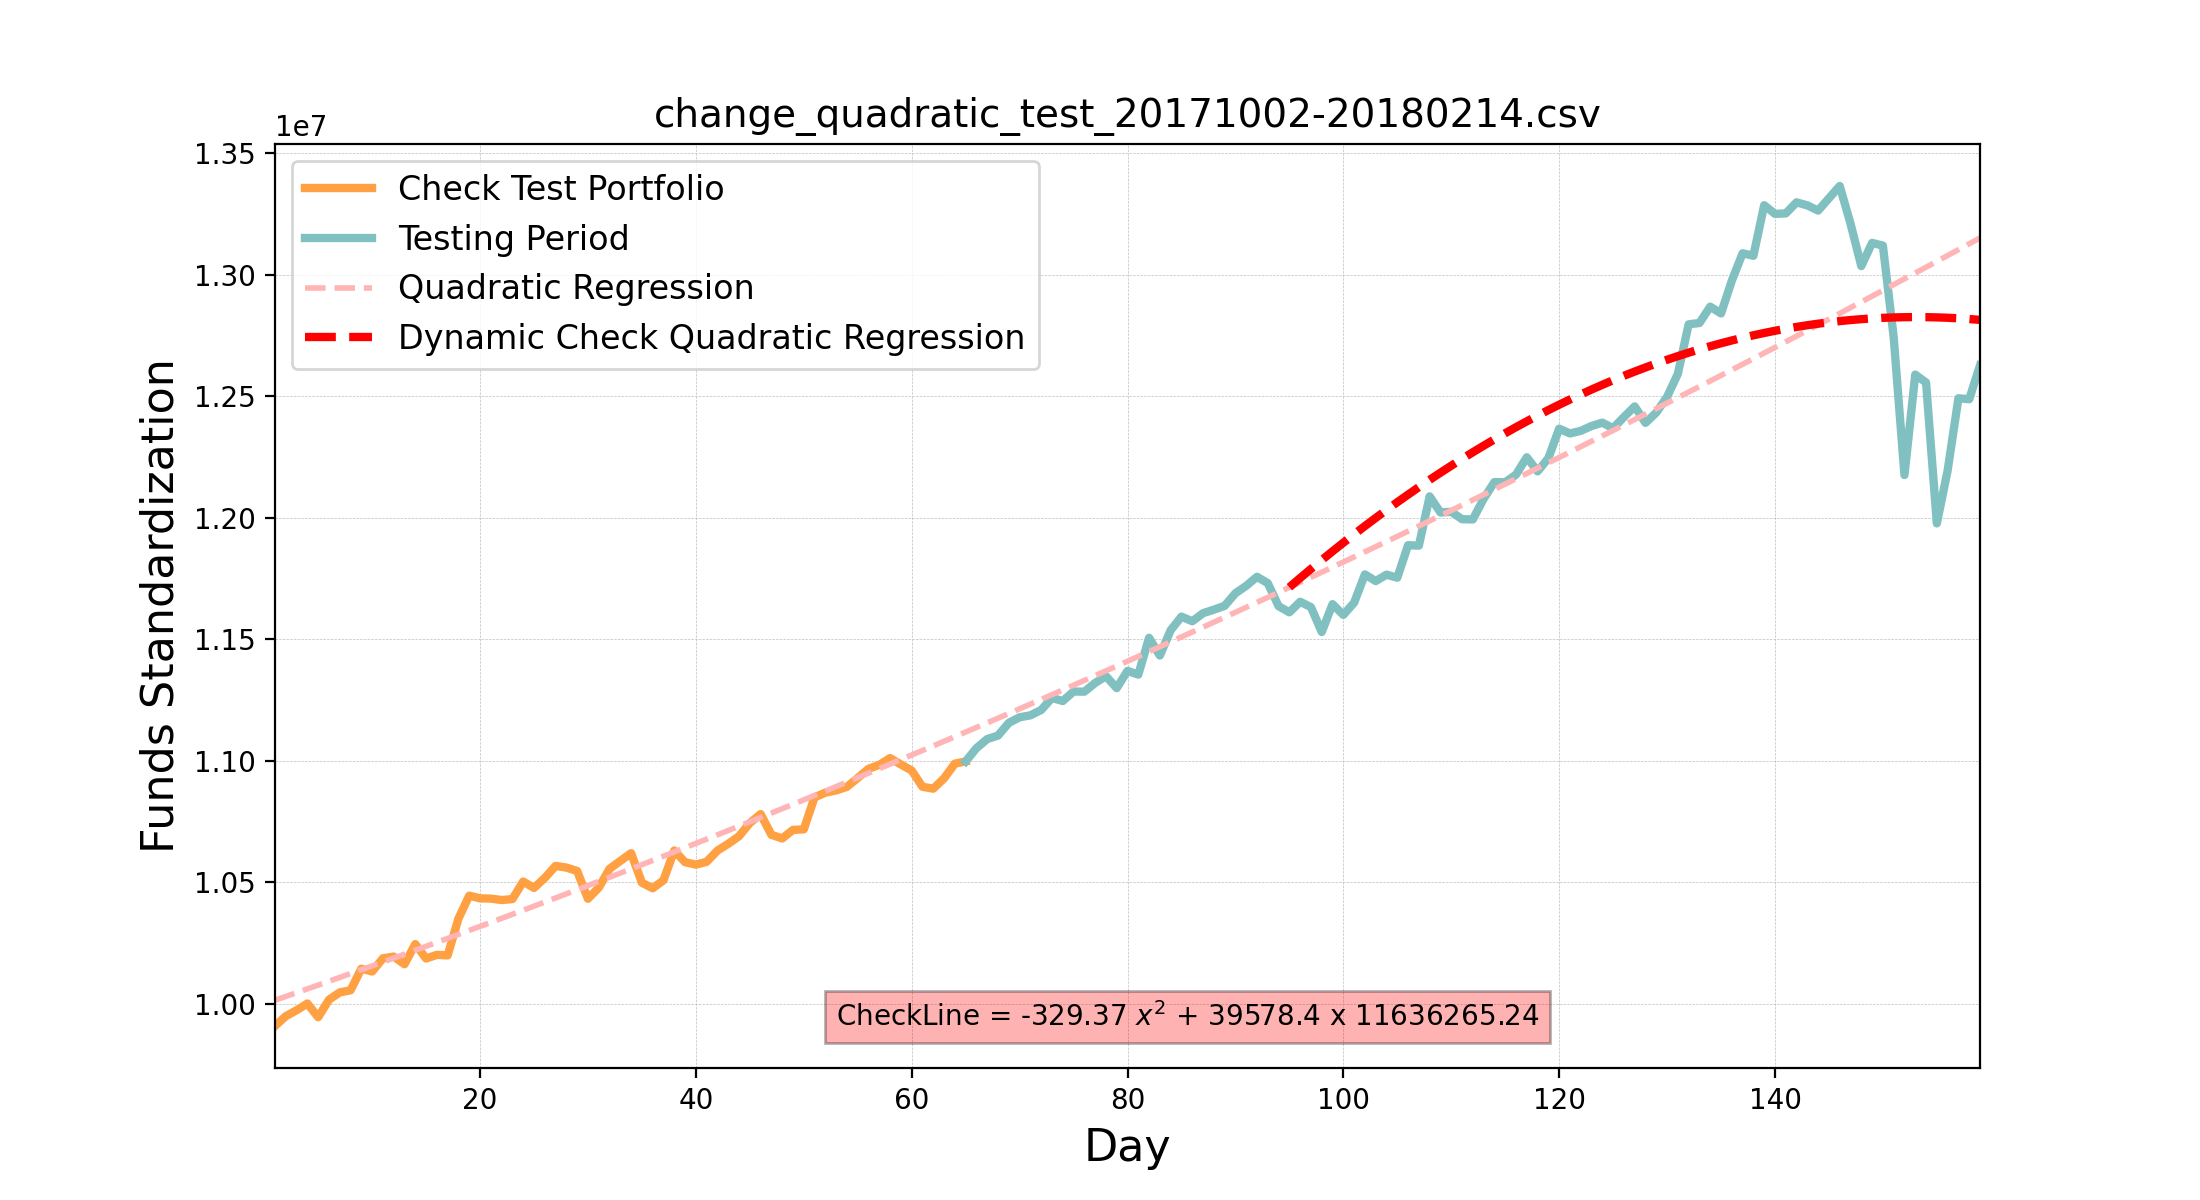 change_quadratic_test_20171002-20180214.csv
1e7
1.35
1.30
1.25
1.20
1.15
1.10
1.05
1.00
Funds Standardization
Check Test Portfolio
Testing Period
Quadratic Regression
Dynamic Check Quadratic Regression
CheckLine = -329.37 x² + 39578.4 x 11636265.24
20 40 60 80 100 120 140
Day